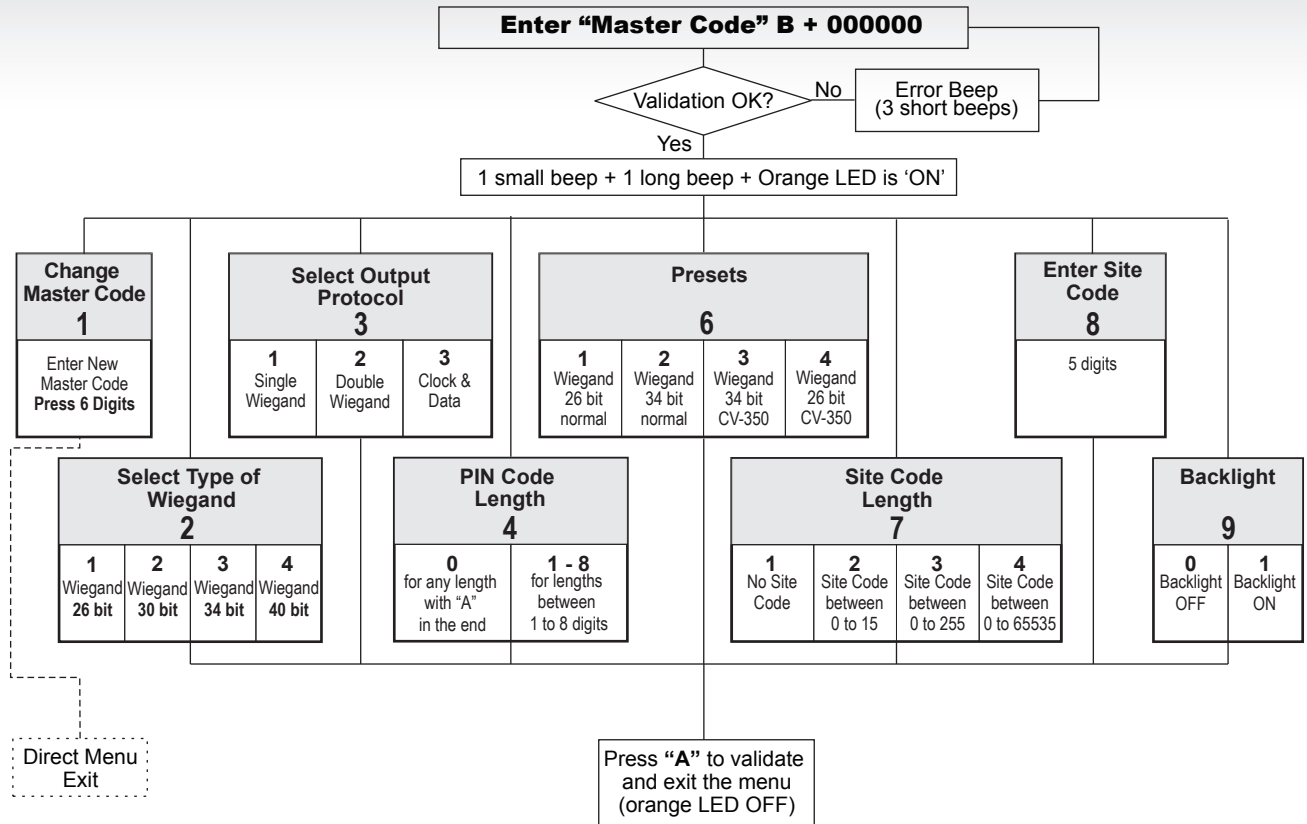 Enter “Master Code” B + 000000
Validation OK?
No
Error Beep
(3 short beeps)
Yes
1 small beep + 1 long beep + Orange LED is ‘ON’
Change
Master Code
1
Enter New
Master Code
Press 6 Digits
Select Output
Protocol
3
1
Single
Wiegand
2
Double
Wiegand
3
Clock &
Data
Presets
6
1
Wiegand
26 bit
normal
2
Wiegand
34 bit
normal
3
Wiegand
34 bit
CV-350
4
Wiegand
26 bit
CV-350
Enter Site
Code
8
5 digits
Select Type of
Wiegand
2
1
Wiegand
26 bit
2
Wiegand
30 bit
3
Wiegand
34 bit
4
Wiegand
40 bit
PIN Code
Length
4
0
for any length
with “A”
in the end
1 - 8
for lengths
between
1 to 8 digits
Site Code
Length
7
1
No Site
Code
2
Site Code
between
0 to 15
3
Site Code
between
0 to 255
4
Site Code
between
0 to 65535
Backlight
9
0
Backlight
OFF
1
Backlight
ON
Direct Menu
Exit
Press “A” to validate
and exit the menu
(orange LED OFF)